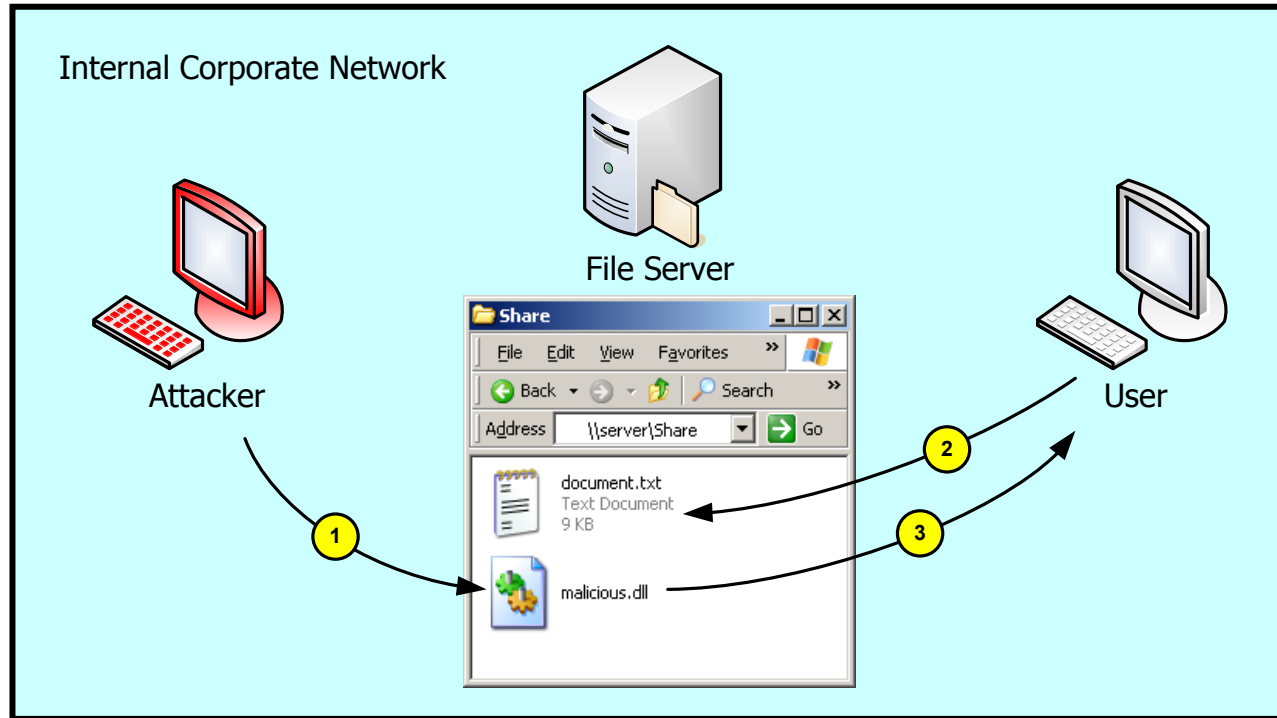 Internal Corporate Network
File Server
Attacker
User
Share
File Edit View Favorites »
Back Search »
Address \\server\Share Go
document.txt
Text Document
9 KB
malicious.dll
1
2
3